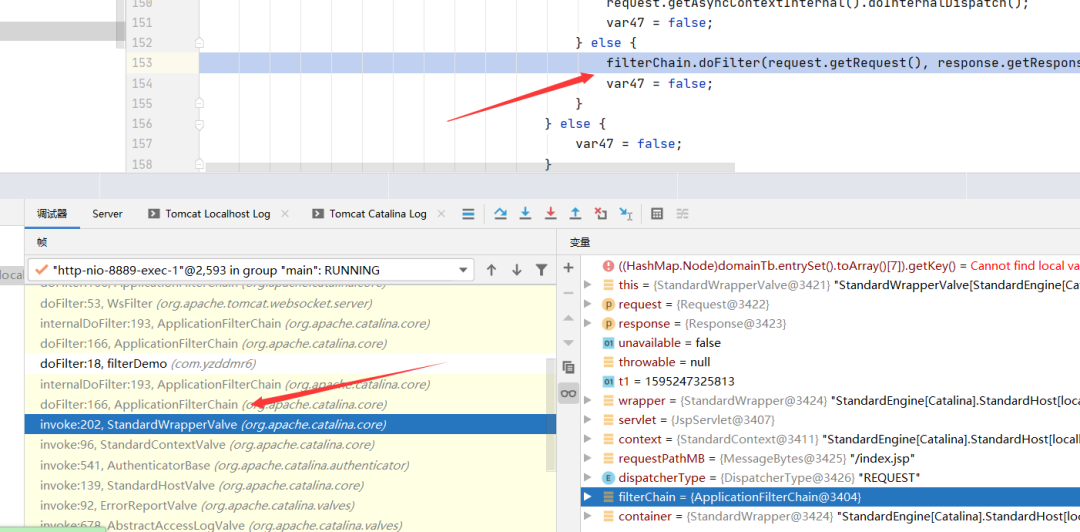 150
request.getAsyncContextInternal().doInternalDispatch();
151
var47 = false;
152
} else {
153
filterChain.doFilter(request.getRequest(), response.getRespons
154
var47 = false;
155
}
156
} else {
157
var47 = false;
158
}
调试器
Server
Tomcat Localhost Log
Tomcat Catalina Log
帧
变量
local
"http-nio-8889-exec-1"@2,593 in group "main": RUNNING
doFilter:166, ApplicationFilterChain (org.apache.catalina.core)
doFilter:53, WsFilter (org.apache.tomcat.websocket.server)
internalDoFilter:193, ApplicationFilterChain (org.apache.catalina.core)
doFilter:166, ApplicationFilterChain (org.apache.catalina.core)
doFilter:18, filterDemo (com.yzddmr6)
internalDoFilter:193, ApplicationFilterChain (org.apache.catalina.core)
doFilter:166, ApplicationFilterChain (org.apache.catalina.core)
invoke:202, StandardWrapperValve (org.apache.catalina.core)
invoke:96, StandardContextValve (org.apache.catalina.core)
invoke:541, AuthenticatorBase (org.apache.catalina.authenticator)
invoke:139, StandardHostValve (org.apache.catalina.core)
invoke:92, ErrorReportValve (org.apache.catalina.valves)
invoke:678, AbstractAccessLogValve (org.apache.catalina.valves)
((HashMap.Node)domainTb.entrySet().toArray()[7]).getKey() = Cannot find local va
this = {StandardWrapperValve@3421} "StandardWrapperValve[StandardEngine[Cat
request = {Request@3422}
response = {Response@3423}
unavailable = false
throwable = null
t1 = 1595247325813
wrapper = {StandardWrapper@3424} "StandardEngine[Catalina].StandardHost[loc
servlet = {JspServlet@3407}
context = {StandardContext@3411} "StandardEngine[Catalina].StandardHost[local
requestPathMB = {MessageBytes@3425} "/index.jsp"
dispatcherType = {DispatcherType@3426} "REQUEST"
filterChain = {ApplicationFilterChain@3404}
container = {StandardWrapper@3424} "StandardEngine[Catalina].StandardHost[lo